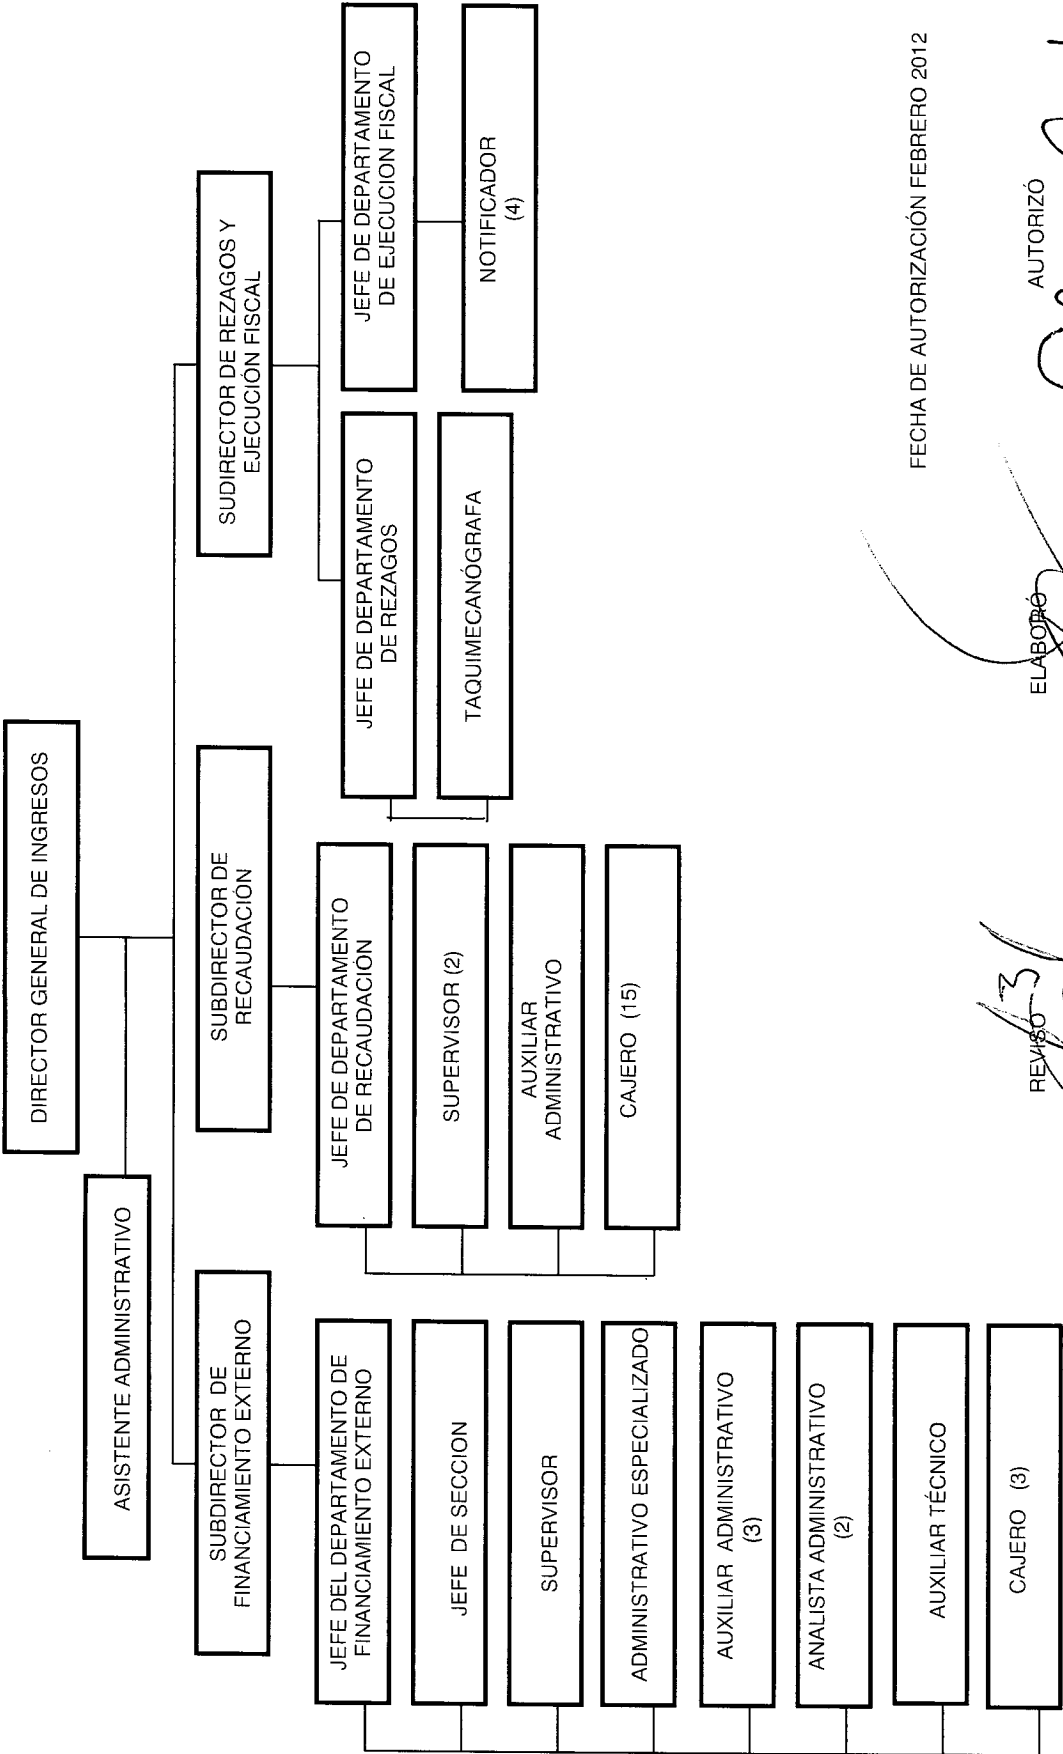 DIRECTOR GENERAL DE INGRESOS
ASISTENTE ADMINISTRATIVO
SUBDIRECTOR DE
FINANCIAMIENTO EXTERNO
JEFE DEL DEPARTAMENTO DE
FINANCIAMIENTO EXTERNO
JEFE DE SECCION
SUPERVISOR
ADMINISTRATIVO ESPECIALIZADO
AUXILIAR ADMINISTRATIVO
(3)
ANALISTA ADMINISTRATIVO
(2)
AUXILIAR TÉCNICO
CAJERO (3)
SUBDIRECTOR DE
RECAUDACIÓN
JEFE DE DEPARTAMENTO
DE RECAUDACIÓN
SUPERVISOR (2)
AUXILIAR
ADMINISTRATIVO
CAJERO (15)
SUDIRECTOR DE REZAGOS Y
EJECUCIÓN FISCAL
JEFE DE DEPARTAMENTO
DE REZAGOS
TAQUIMECANÓGRAFA
JEFE DE DEPARTAMENTO
DE EJECUCION FISCAL
NOTIFICADOR
(4)
FECHA DE AUTORIZACIÓN FEBRERO 2012
REVISO
ELABORÓ
AUTORIZÓ